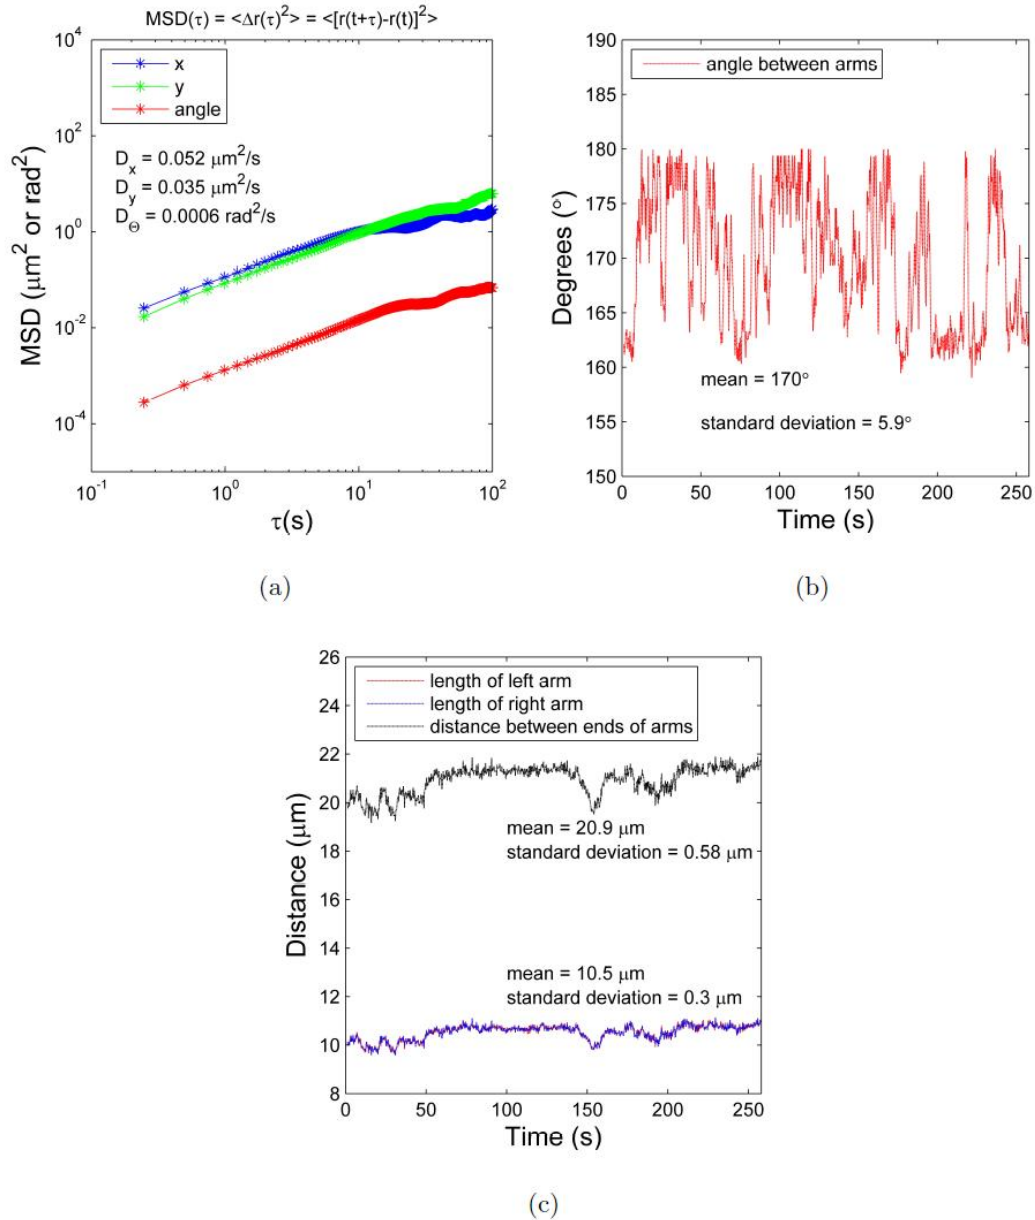 MSD(τ) = <Δr(τ)²> = <[r(t+τ)-r(t)]²>
10⁴
10²
10⁰
10⁻²
10⁻⁴
MSD (μm² or rad²)
x
y
angle
Dₓ = 0.052 μm²/s
D_y = 0.035 μm²/s
D_Θ = 0.0006 rad²/s
10⁻¹ 10⁰ 10¹ 10²
τ(s)
(a)
190
185
180
175
170
165
160
155
150
Degrees (°)
angle between arms
mean = 170°
standard deviation = 5.9°
0 50 100 150 200 250
Time (s)
(b)
26
24
22
20
18
16
14
12
10
8
Distance (μm)
length of left arm
length of right arm
distance between ends of arms
mean = 20.9 μm
standard deviation = 0.58 μm
mean = 10.5 μm
standard deviation = 0.3 μm
0 50 100 150 200 250
Time (s)
(c)